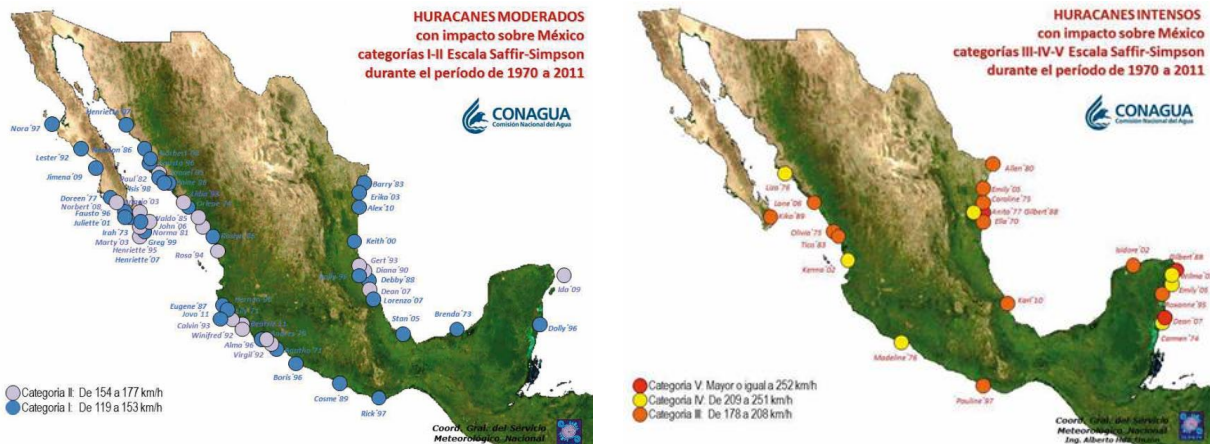 HURACANES MODERADOS
con impacto sobre México
categorías I-II Escala Saffir-Simpson
durante el período de 1970 a 2011
CONAGUA
Comisión Nacional del Agua
Nora´97
Lester´92
Jimena´09
Paul´82
Isis´98
Doreen´77
Norbert´08
Fausto´96
Juliette´01
Irah´73
Marty´03
Henriette´95
Henriette´07
Greg´99
Waldo´85
John´06
Norma´81
Rosa´94
Barry´83
Erika´03
Alex´10
Keith´00
Gert´93
Diana´90
Debby´88
Dean´07
Lorenzo´07
Stan´05
Brenda´73
Dolly´96
Ida´09
Eugene´87
Jova´11
Calvin´93
Winifred´92
Alma´96
Virgil´92
Boris´96
Cosme´89
Rick´97
Categoría II: De 154 a 177 km/h
Categoría I: De 119 a 153 km/h
Coord. Gral. del Servicio
Meteorológico Nacional
HURACANES INTENSOS
con impacto sobre México
categorías III-IV-V Escala Saffir-Simpson
durante el período de 1970 a 2011
CONAGUA
Comisión Nacional del Agua
Liza´76
Lane´06
Kiko´89
Olivia´75
Tico´83
Kenna´02
Allen´80
Emily´05
Caroline´75
Anita´77 Gilbert´88
Ella´70
Isidore´02
Gilbert´88
Wilma
Emily´05
Roxanne´95
Dean´07
Carmen´74
Karl´10
Madeline´76
Pauline´97
Categoría V: Mayor o igual a 252 km/h
Categoría IV: De 209 a 251 km/h
Categoría III: De 178 a 208 km/h
Coord. Gral. del Servicio
Meteorológico Nacional
Ing. Alberto